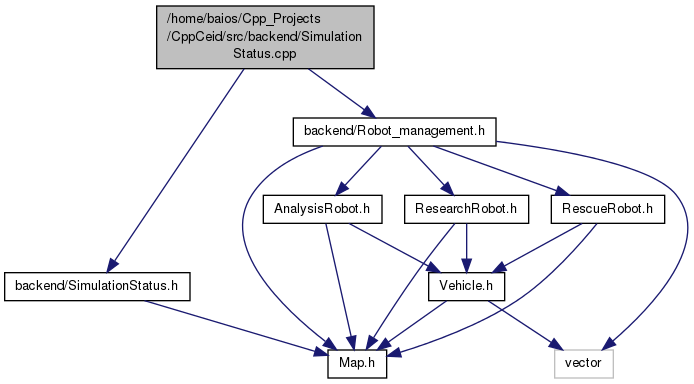 /home/baios/Cpp_Projects
/CppCeid/src/backend/Simulation
Status.cpp
backend/Robot_management.h
AnalysisRobot.h
ResearchRobot.h
RescueRobot.h
backend/SimulationStatus.h
Vehicle.h
Map.h
vector